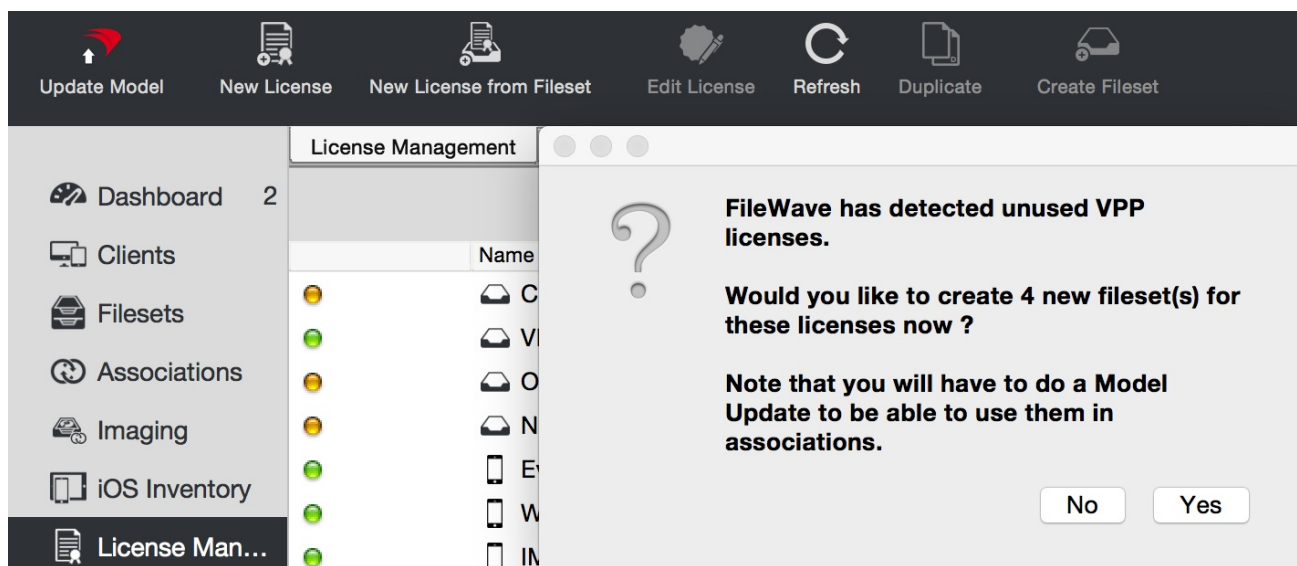 Update Model
New License
New License from Fileset
Edit License
Refresh
Duplicate
Create Fileset
License Management
Dashboard 2
Clients
Filesets
Associations
Imaging
iOS Inventory
License Man...
Name
C
O
N
W
FileWave has detected unused VPP
licenses.
Would you like to create 4 new fileset(s) for
these licenses now ?
Note that you will have to do a Model
Update to be able to use them in
associations.
No
Yes